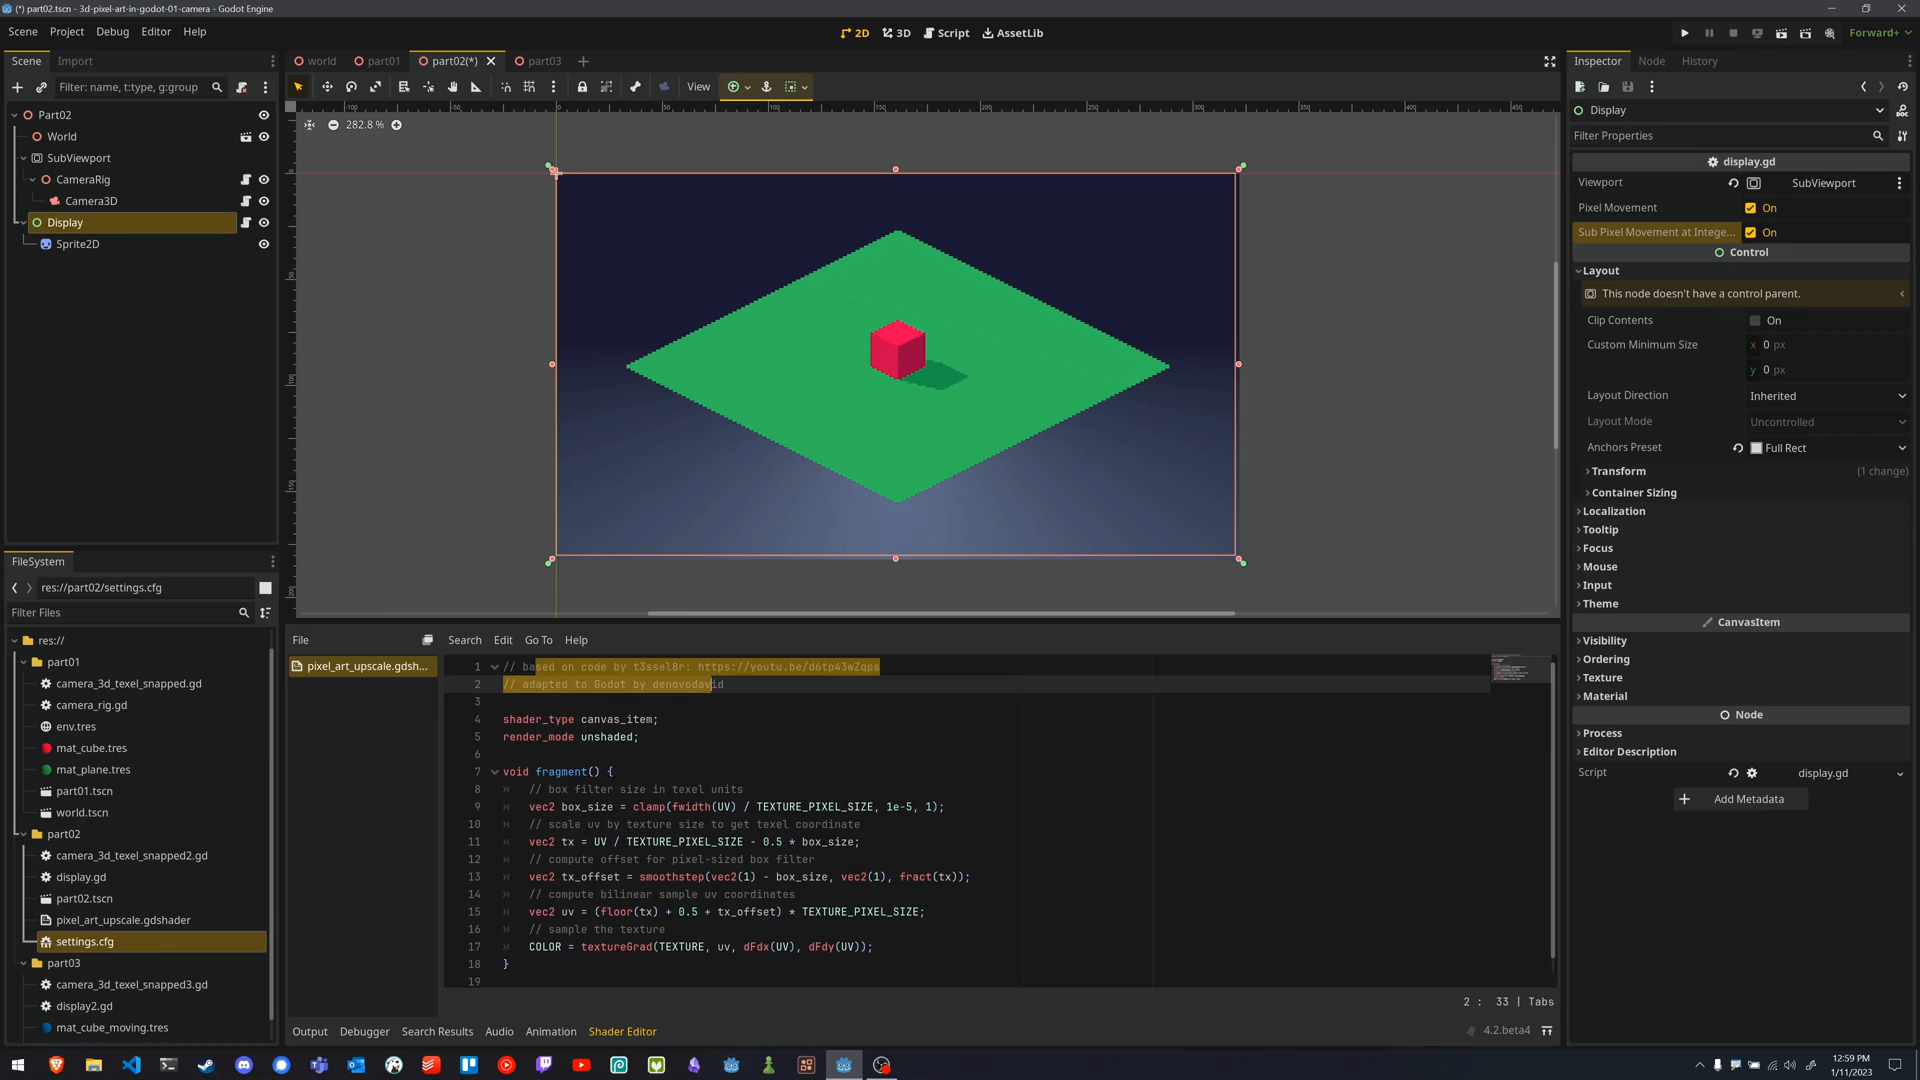 (*) part02.tscn - 3d-pixel-art-in-godot-01-camera - Godot Engine
Scene Project Debug Editor Help
2D 3D Script AssetLib
Forward+
Scene Import
Filter: name, t:type, g:group
Part02
World
SubViewport
CameraRig
Camera3D
Display
Sprite2D
world part01 part02(*) part03
View
282.8 %
FileSystem
res://part02/settings.cfg
Filter Files
res://
part01
camera_3d_texel_snapped.gd
camera_rig.gd
env.tres
mat_cube.tres
mat_plane.tres
part01.tscn
world.tscn
part02
camera_3d_texel_snapped2.gd
display.gd
part02.tscn
pixel_art_upscale.gdshader
settings.cfg
part03
camera_3d_texel_snapped3.gd
display2.gd
mat_cube_moving.tres
File Search Edit Go To Help
pixel_art_upscale.gdsh...
1 // based on code by t3ssel8r: https://youtu.be/d6tp43wZqps
2 // adapted to Godot by denovodavid
3
4 shader_type canvas_item;
5 render_mode unshaded;
6
7 void fragment() {
8 // box filter size in texel units
9 vec2 box_size = clamp(fwidth(UV) / TEXTURE_PIXEL_SIZE, 1e-5, 1);
10 // scale uv by texture size to get texel coordinate
11 vec2 tx = UV / TEXTURE_PIXEL_SIZE - 0.5 * box_size;
12 // compute offset for pixel-sized box filter
13 vec2 tx_offset = smoothstep(vec2(1) - box_size, vec2(1), fract(tx));
14 // compute bilinear sample uv coordinates
15 vec2 uv = (floor(tx) + 0.5 + tx_offset) * TEXTURE_PIXEL_SIZE;
16 // sample the texture
17 COLOR = textureGrad(TEXTURE, uv, dFdx(UV), dFdy(UV));
18 }
19
2 : 33 | Tabs
Output Debugger Search Results Audio Animation Shader Editor
4.2.beta4
Inspector Node History
Display
Filter Properties
display.gd
Viewport SubViewport
Pixel Movement On
Sub Pixel Movement at Intege... On
Control
Layout
This node doesn't have a control parent.
Clip Contents On
Custom Minimum Size x 0 px
y 0 px
Layout Direction Inherited
Layout Mode Uncontrolled
Anchors Preset Full Rect
Transform (1 change)
Container Sizing
Localization
Tooltip
Focus
Mouse
Input
Theme
CanvasItem
Visibility
Ordering
Texture
Material
Node
Process
Editor Description
Script display.gd
Add Metadata
12:59 PM
1/11/2023